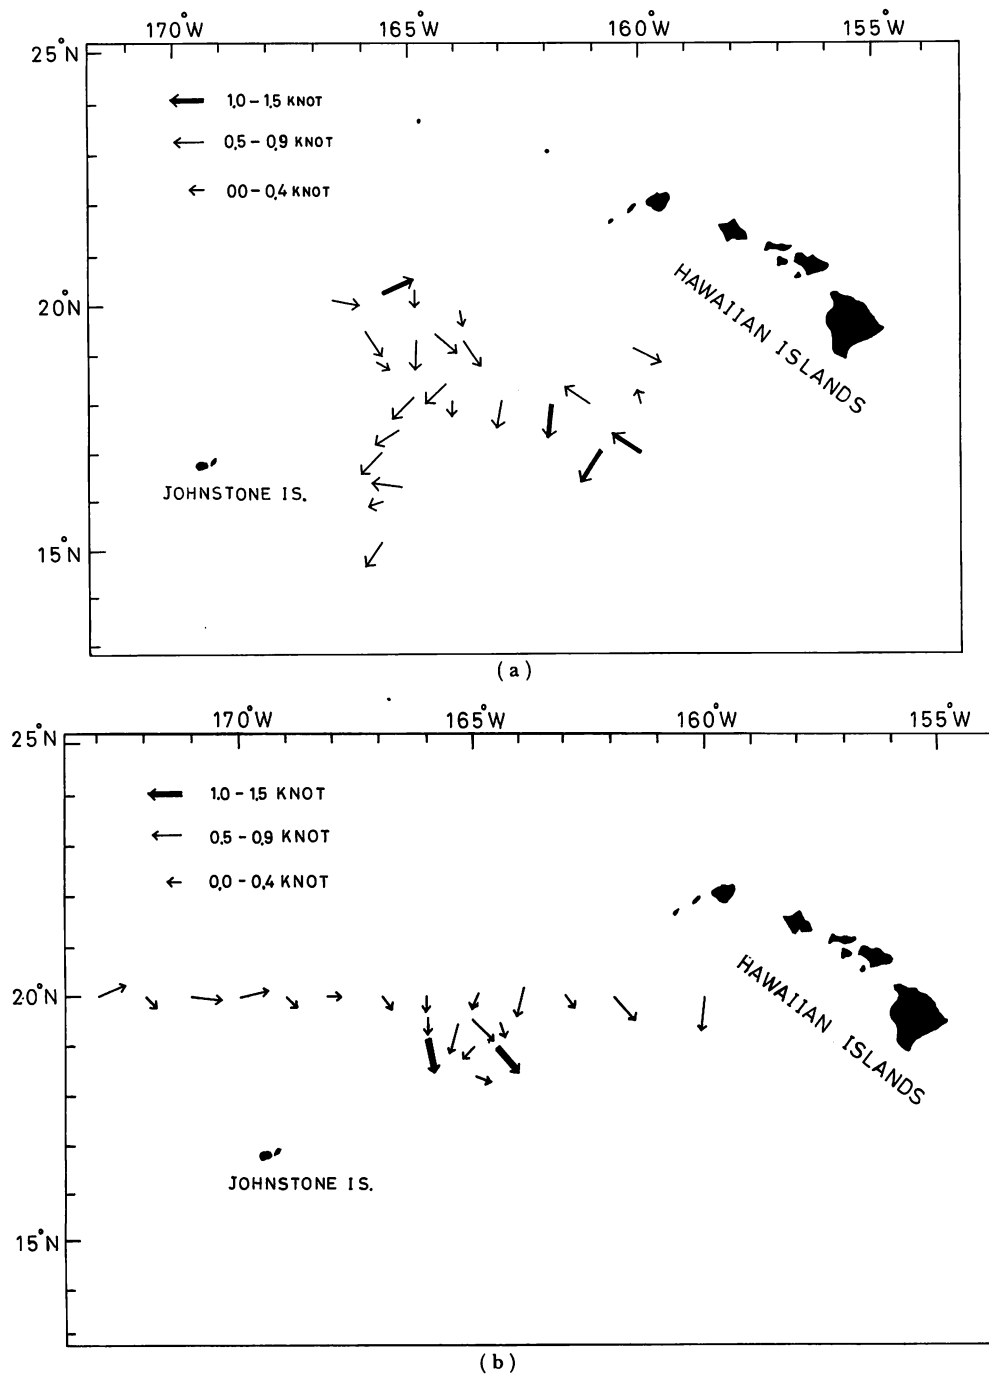 170°W 165°W 160°W 155°W
25°N
1.0 – 1.5 KNOT
0.5 – 0.9 KNOT
00 – 0.4 KNOT
20°N
HAWAIIAN ISLANDS
JOHNSTONE IS.
15°N
(a)
170°W 165°W 160°W 155°W
25°N
1.0 – 1.5 KNOT
0.5 – 0.9 KNOT
0.0 – 0.4 KNOT
20°N
HAWAIIAN ISLANDS
JOHNSTONE IS.
15°N
(b)